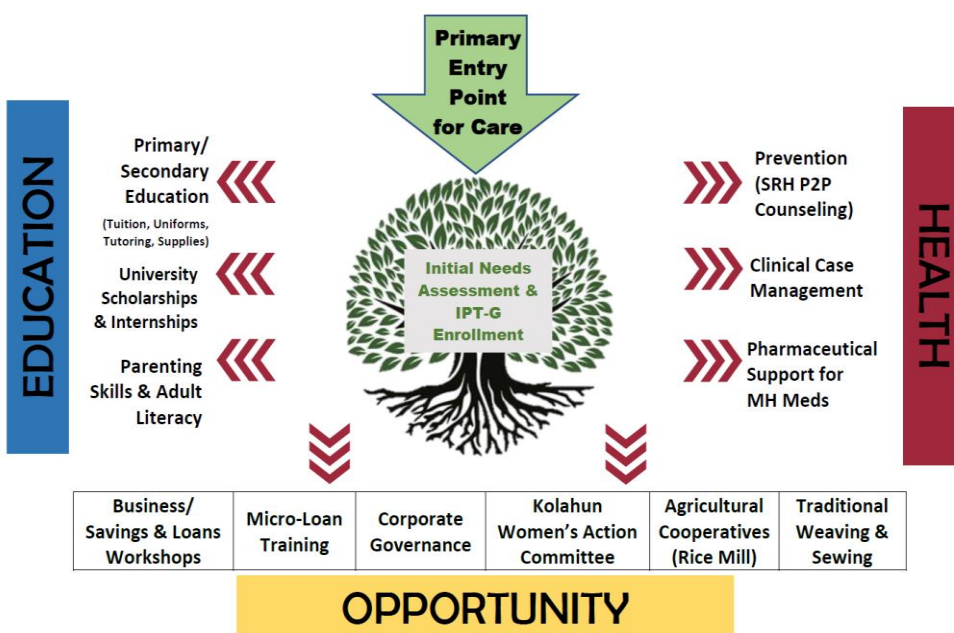 Primary
Entry
Point
for Care
EDUCATION
Primary/
Secondary
Education
(Tuition, Uniforms,
Tutoring, Supplies)
University
Scholarships
& Internships
Parenting
Skills & Adult
Literacy
Initial Needs
Assessment &
IPT-G
Enrollment
Prevention
(SRH P2P
Counseling)
Clinical Case
Management
Pharmaceutical
Support for
MH Meds
HEALTH
Business/
Savings & Loans
Workshops
Micro-Loan
Training
Corporate
Governance
Kolahun
Women's Action
Committee
Agricultural
Cooperatives
(Rice Mill)
Traditional
Weaving &
Sewing
OPPORTUNITY